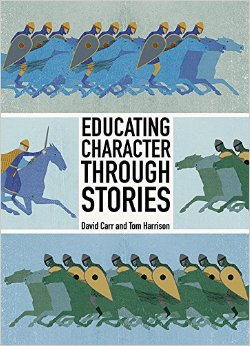 EDUCATING
CHARACTER
THROUGH
STORIES
David Carr and Tom Harrison